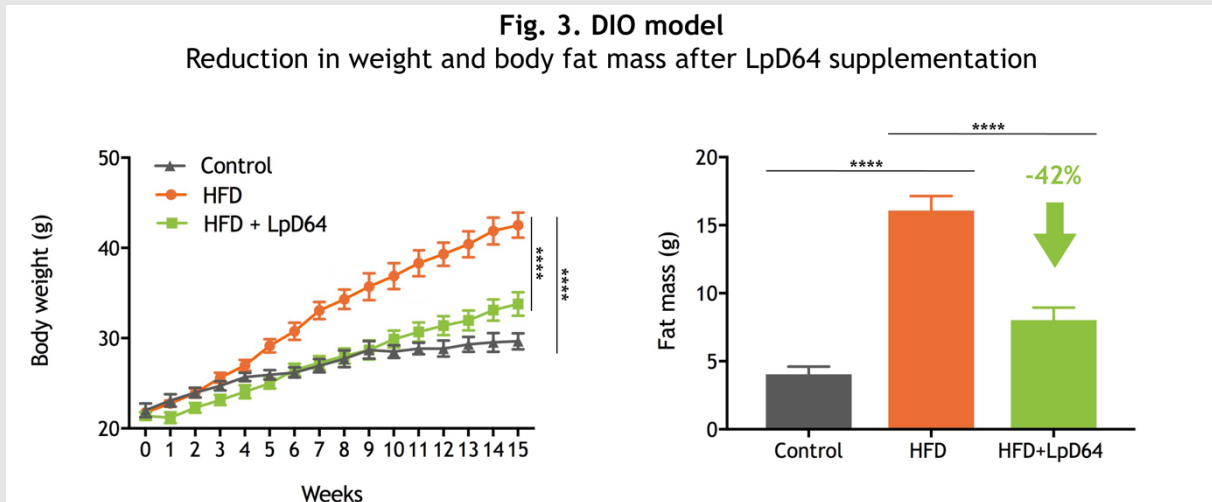 Fig. 3. DIO model
Reduction in weight and body fat mass after LpD64 supplementation
Control
HFD
HFD + LpD64
Body weight (g)
50
40
30
20
0 1 2 3 4 5 6 7 8 9 10 11 12 13 14 15
Weeks
****
****
****
****
-42%
Fat mass (g)
20
15
10
5
0
Control HFD HFD+LpD64